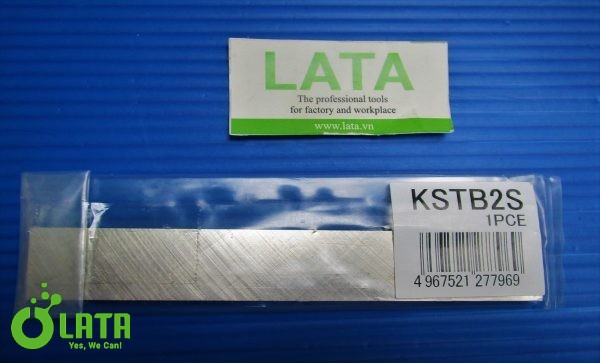 LATA
The professional tools
for factory and workplace
www.lata.vn
KSTB2S
1PCE
4 967521 277969
LATA
Yes, We Can!